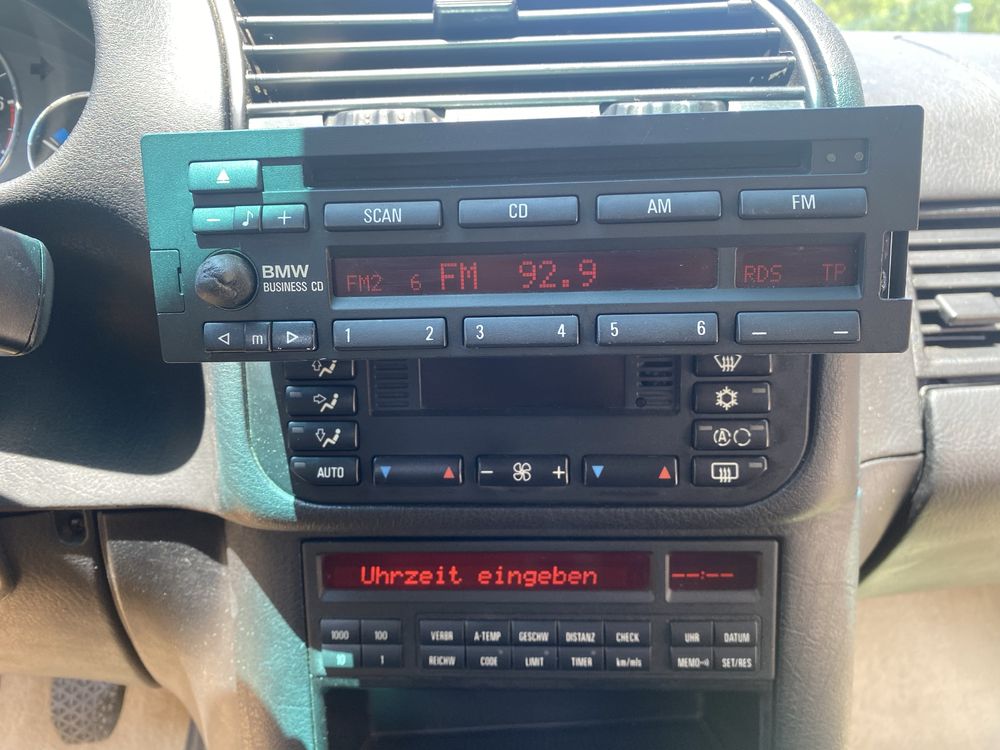 6
SCAN CD AM FM
− ♪ +
BMW
BUSINESS CD
FM2 6 FM 92.9 RDS TP
m 1 2 3 4 5 6 — —
A
AUTO − +
Uhrzeit eingeben --:--
1000 100 VERBR A-TEMP GESCHW DISTANZ CHECK UHR DATUM
10 1 REICHW CODE LIMIT TIMER km/mls MEMO SET/RES